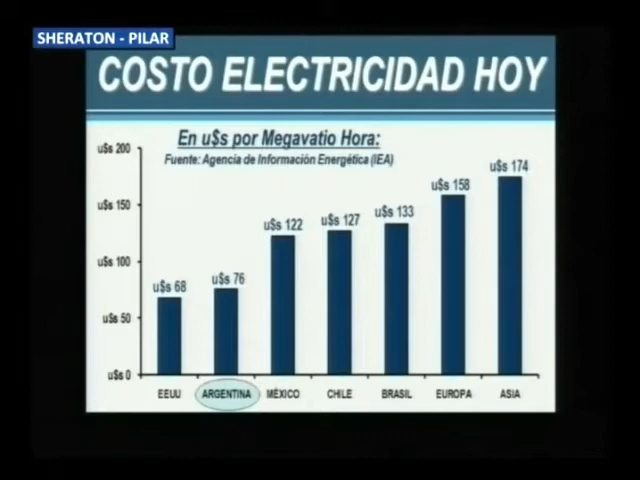 SHERATON - PILAR
COSTO ELECTRICIDAD HOY
En u$s por Megavatio Hora:
Fuente: Agencia de Información Energética (IEA)
u$s 200
u$s 150
u$s 100
u$s 50
u$s 0
u$s 68
u$s 76
u$s 122
u$s 127
u$s 133
u$s 158
u$s 174
EEUU ARGENTINA MÉXICO CHILE BRASIL EUROPA ASIA